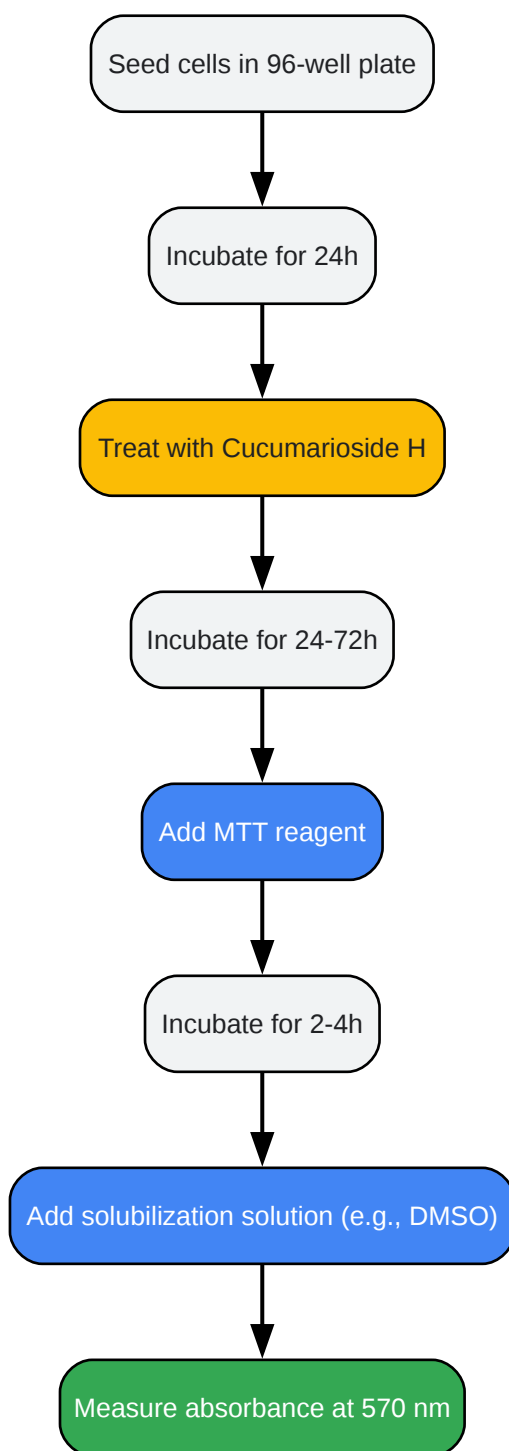 Seed cells in 96-well plate
Incubate for 24h
Treat with Cucumarioside H
Incubate for 24-72h
Add MTT reagent
Incubate for 2-4h
Add solubilization solution (e.g., DMSO)
Measure absorbance at 570 nm